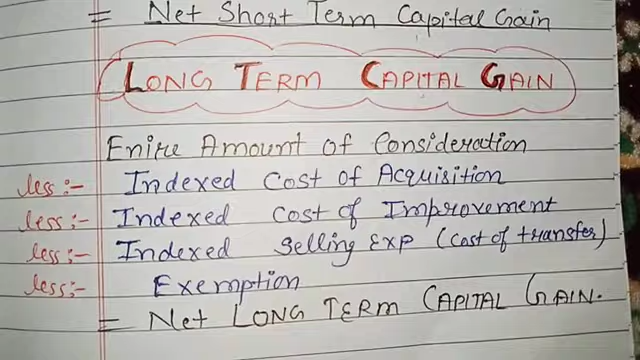 = Net Short Term Capital Gain
LONG TERM CAPITAL GAIN
Enire Amount of Consideration
less:- Indexed Cost of Acquisition
less:- Indexed Cost of Improvement
less:- Indexed Selling Exp (Cost of transfer)
less:- Exemption
= Net LONG TERM CAPITAL GAIN.